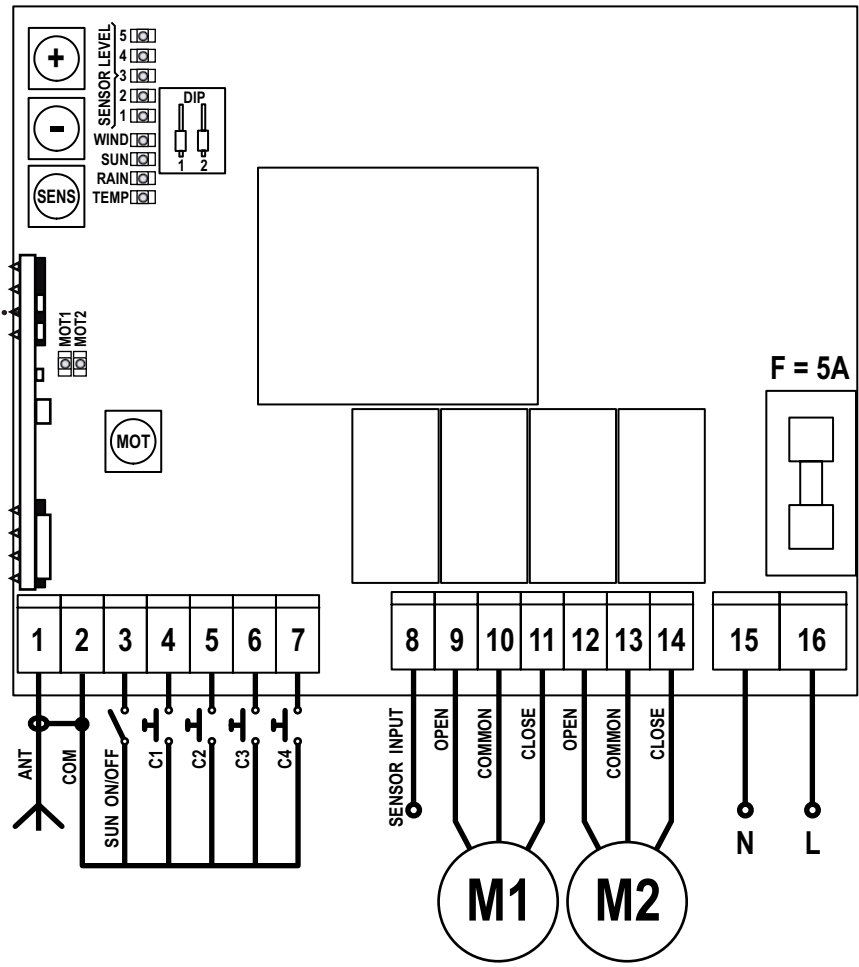 +
-
SENS
SENSOR LEVEL
5
4
3
2
1
WIND
SUN
RAIN
TEMP
DIP
1 2
MOT1
MOT2
MOT
F = 5A
1 2 3 4 5 6 7
8 9 10 11 12 13 14
15 16
ANT
COM
SUN ON/OFF
C1
C2
C3
C4
SENSOR INPUT
OPEN
COMMON
CLOSE
OPEN
COMMON
CLOSE
M1
M2
N
L